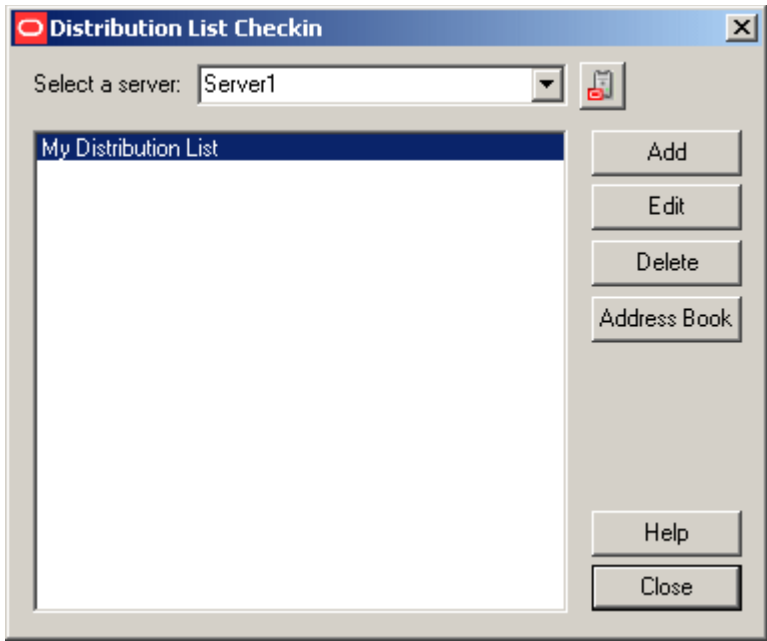 Distribution List Checkin
Select a server: Server1
My Distribution List
Add
Edit
Delete
Address Book
Help
Close